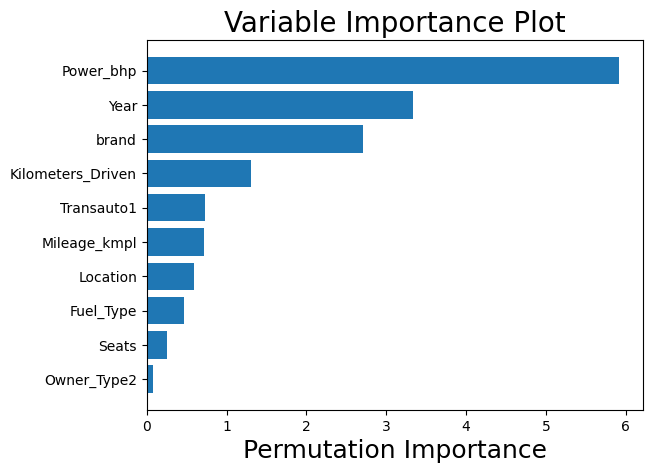 Variable Importance Plot
Power_bhp
Year
brand
Kilometers_Driven
Transauto1
Mileage_kmpl
Location
Fuel_Type
Seats
Owner_Type2
0 1 2 3 4 5 6
Permutation Importance